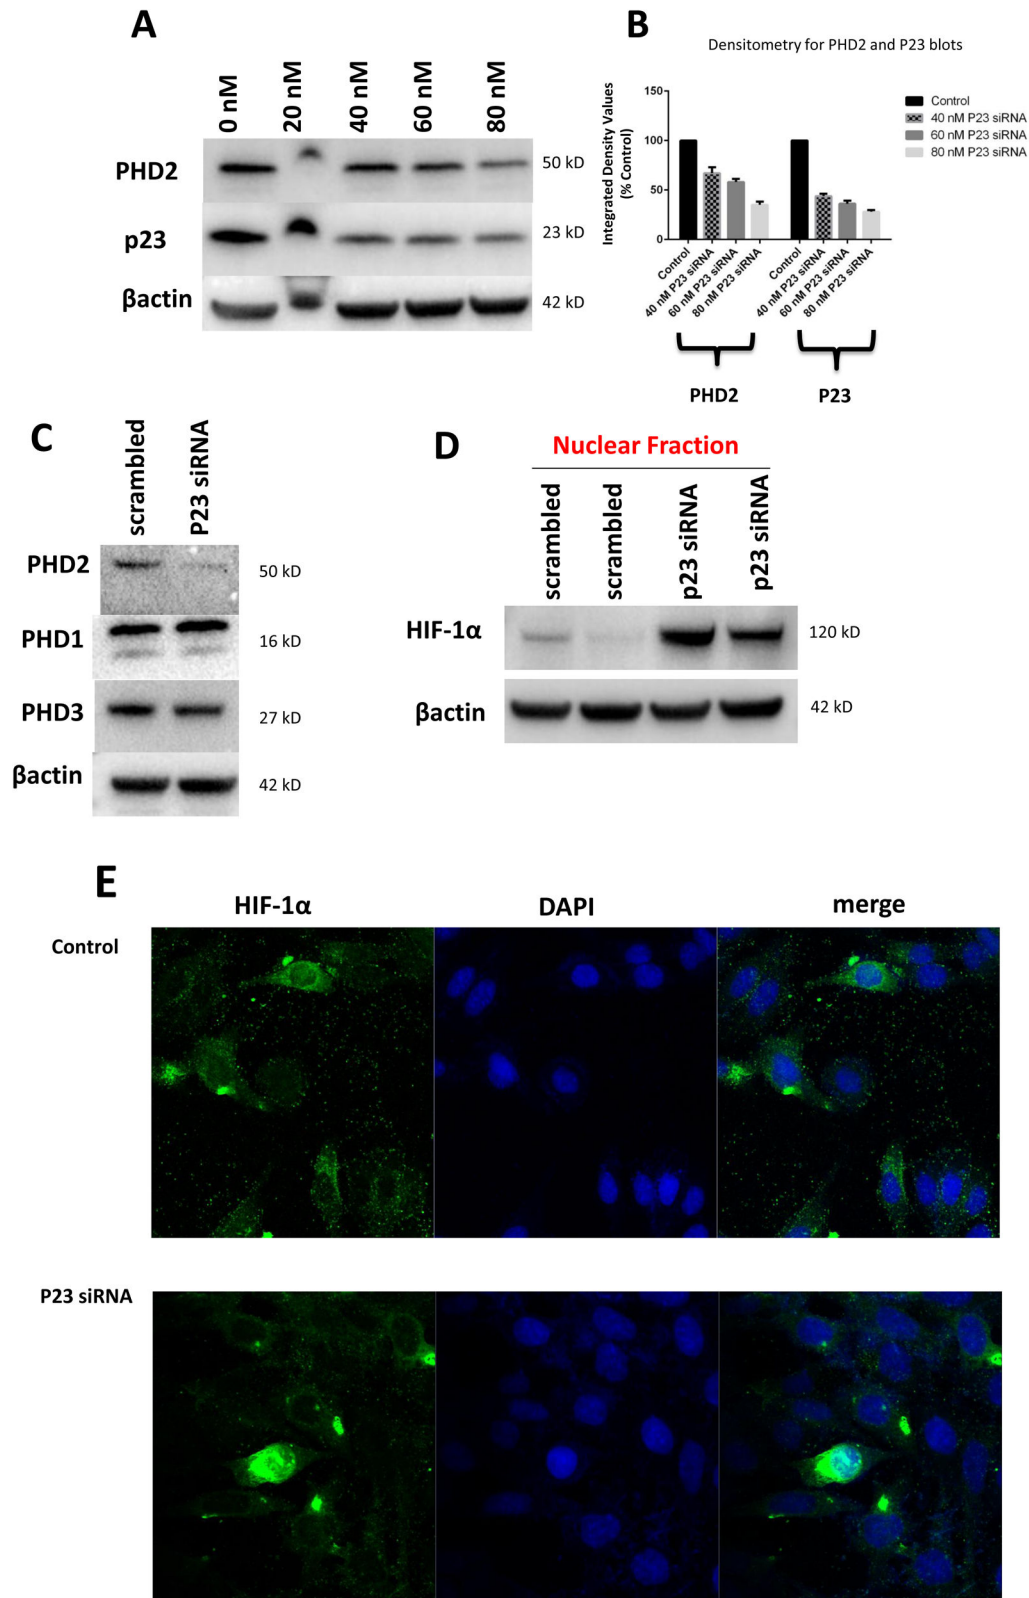 A
0 nM
20 nM
40 nM
60 nM
80 nM
PHD2
50 kD
p23
23 kD
βactin
42 kD
B
Densitometry for PHD2 and P23 blots
Integrated Density Values
(% Control)
150
100
50
0
Control
40 nM P23 siRNA
60 nM P23 siRNA
80 nM P23 siRNA
Control
40 nM P23 siRNA
60 nM P23 siRNA
80 nM P23 siRNA
Control
40 nM P23 siRNA
60 nM P23 siRNA
80 nM P23 siRNA
PHD2
P23
C
scrambled
P23 siRNA
PHD2
50 kD
PHD1
16 kD
PHD3
27 kD
βactin
42 kD
D
Nuclear Fraction
scrambled
scrambled
p23 siRNA
p23 siRNA
HIF-1α
120 kD
βactin
42 kD
E
HIF-1α
DAPI
merge
Control
P23 siRNA